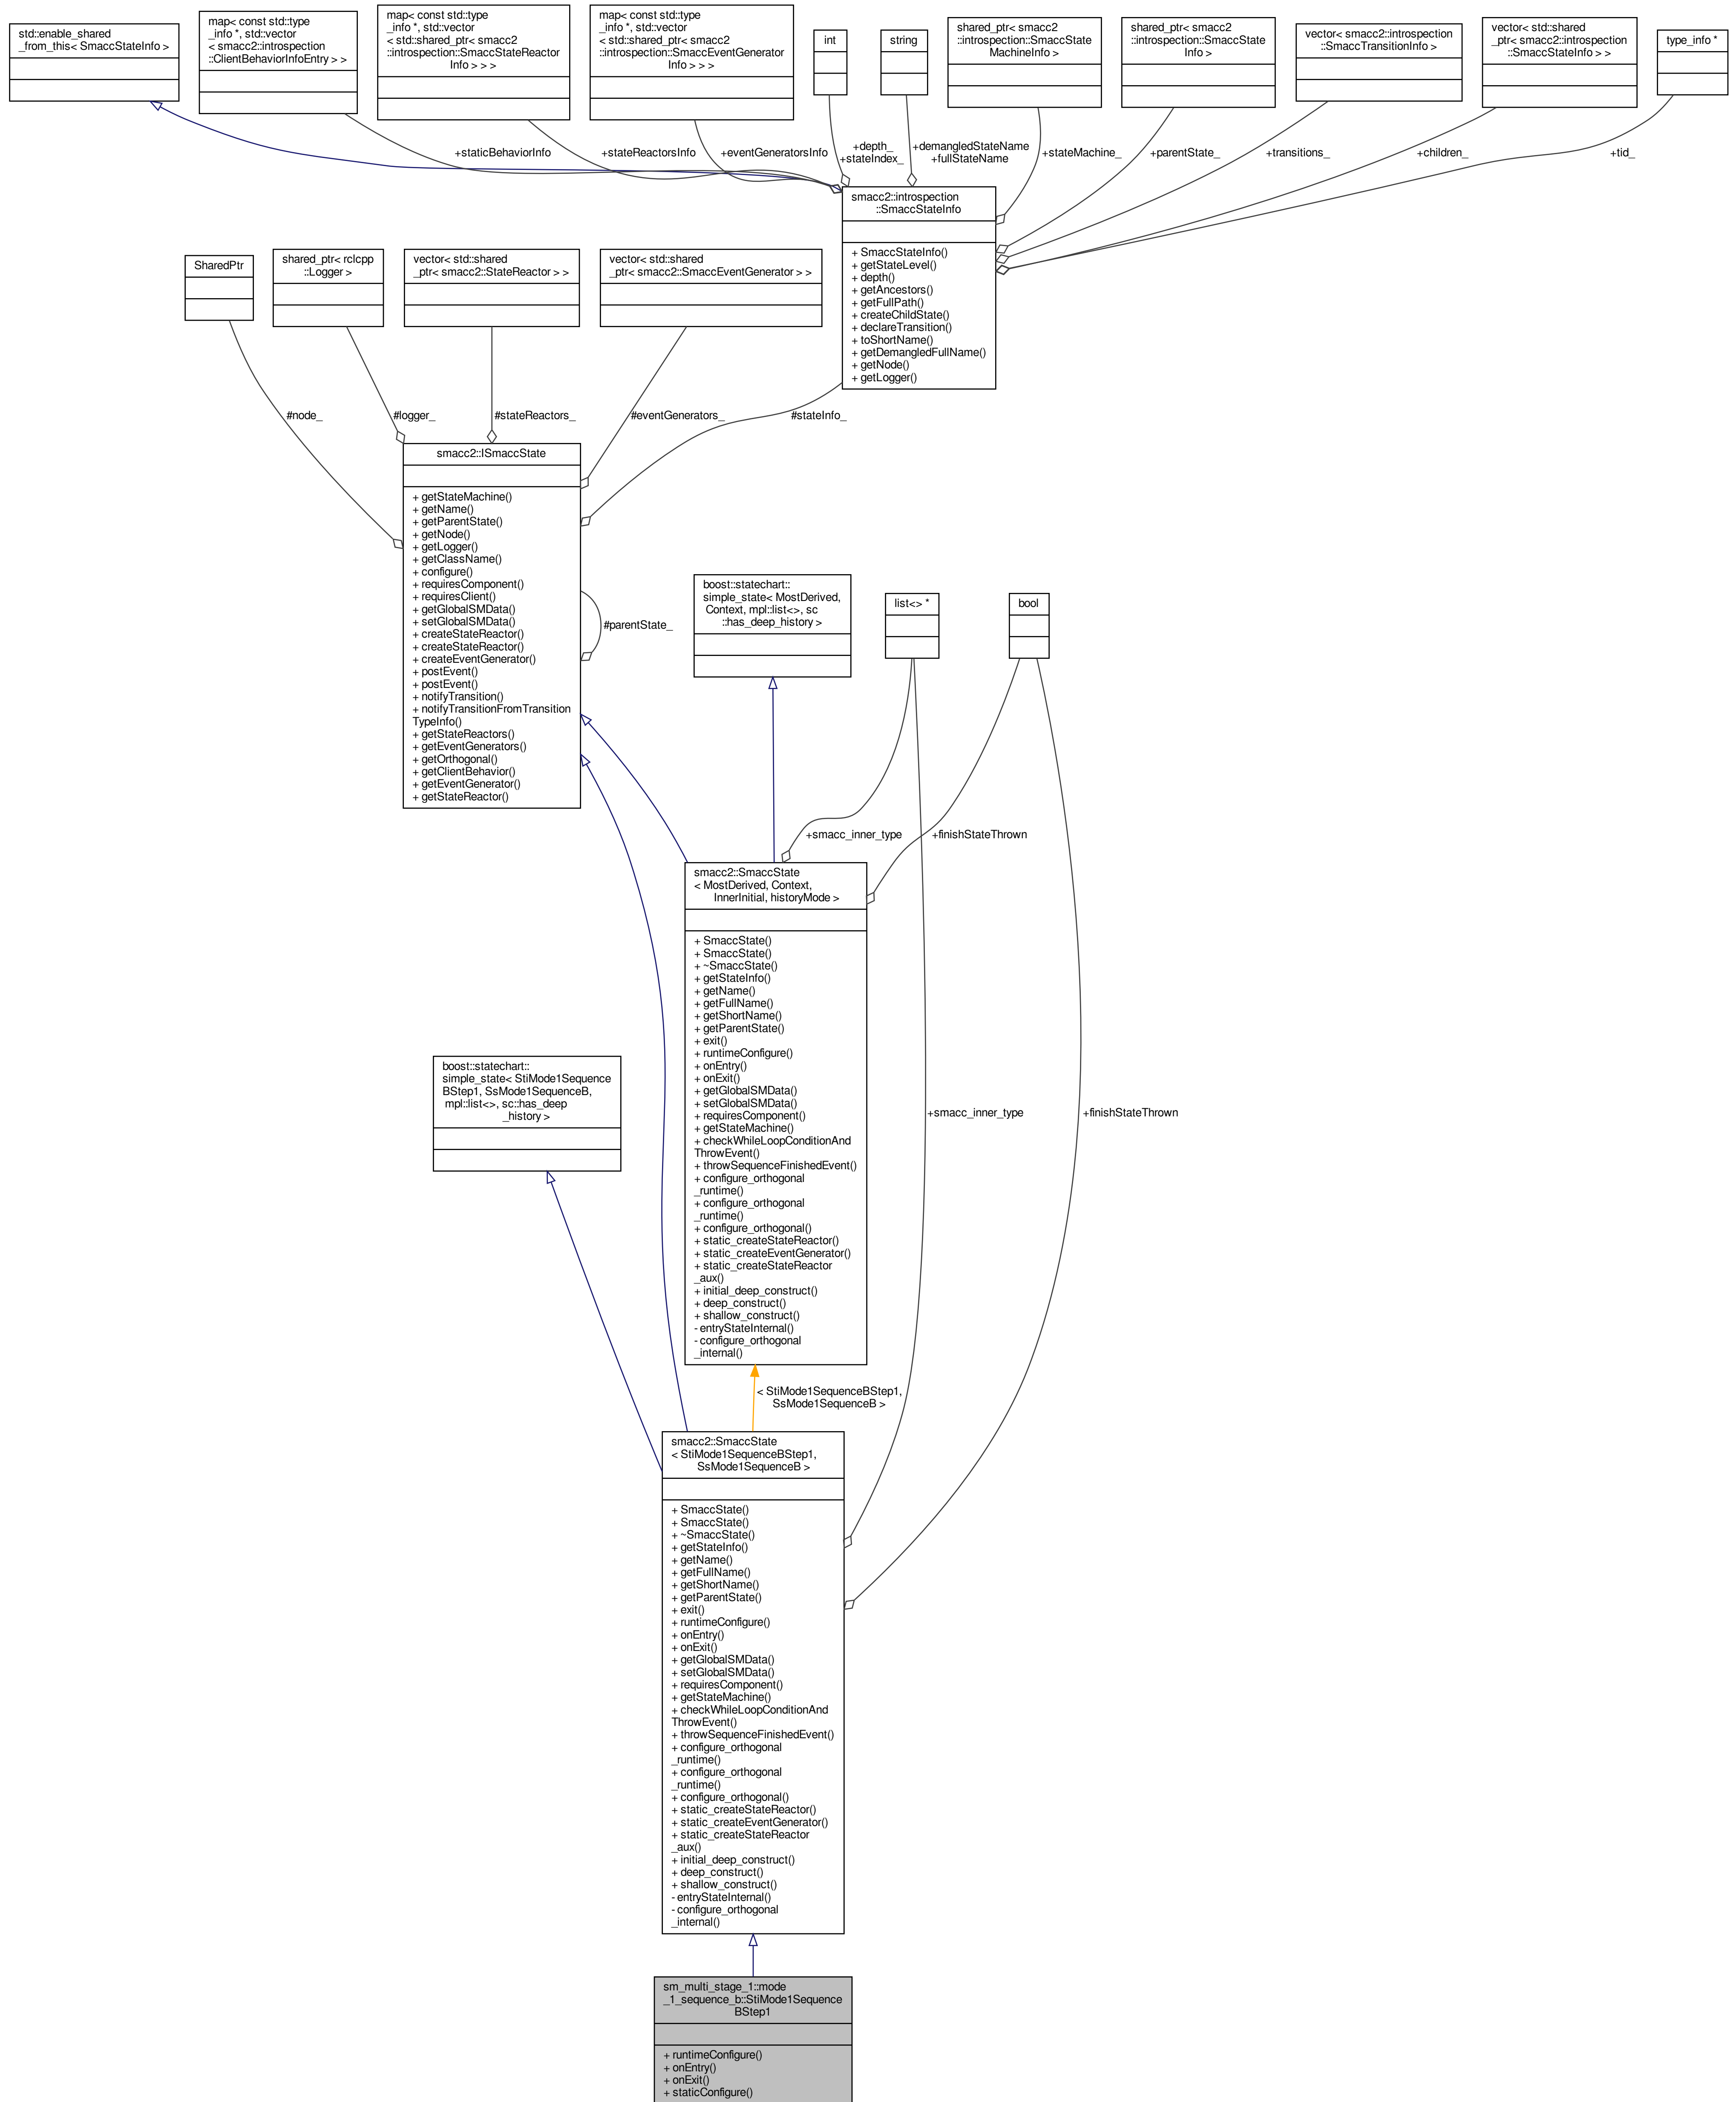 std::enable_shared
_from_this< SmaccStateInfo >
map< const std::type
_info *, std::vector
< smacc2::introspection
::ClientBehaviorInfoEntry > >
map< const std::type
_info *, std::vector
< std::shared_ptr< smacc2
::introspection::SmaccStateReactor
Info > > >
map< const std::type
_info *, std::vector
< std::shared_ptr< smacc2
::introspection::SmaccEventGenerator
Info > > >
int
string
shared_ptr< smacc2
::introspection::SmaccState
MachineInfo >
shared_ptr< smacc2
::introspection::SmaccState
Info >
vector< smacc2::introspection
::SmaccTransitionInfo >
vector< std::shared
_ptr< smacc2::introspection
::SmaccStateInfo > >
type_info *
+staticBehaviorInfo
+stateReactorsInfo
+eventGeneratorsInfo
+depth_
+stateIndex_
+demangledStateName
+fullStateName
+stateMachine_
+parentState_
+transitions_
+children_
+tid_
smacc2::introspection
::SmaccStateInfo
+ SmaccStateInfo()
+ getStateLevel()
+ depth()
+ getAncestors()
+ getFullPath()
+ createChildState()
+ declareTransition()
+ toShortName()
+ getDemangledFullName()
+ getNode()
+ getLogger()
SharedPtr
shared_ptr< rclcpp
::Logger >
vector< std::shared
_ptr< smacc2::StateReactor > >
vector< std::shared
_ptr< smacc2::SmaccEventGenerator > >
#node_
#logger_
#stateReactors_
#eventGenerators_
#stateInfo_
smacc2::ISmaccState
+ getStateMachine()
+ getName()
+ getParentState()
+ getNode()
+ getLogger()
+ getClassName()
+ configure()
+ requiresComponent()
+ requiresClient()
+ getGlobalSMData()
+ setGlobalSMData()
+ createStateReactor()
+ createStateReactor()
+ createEventGenerator()
+ postEvent()
+ postEvent()
+ notifyTransition()
+ notifyTransitionFromTransition
TypeInfo()
+ getStateReactors()
+ getEventGenerators()
+ getOrthogonal()
+ getClientBehavior()
+ getEventGenerator()
+ getStateReactor()
#parentState_
boost::statechart::
simple_state< MostDerived,
Context, mpl::list<>, sc
::has_deep_history >
list<> *
bool
+smacc_inner_type
+finishStateThrown
smacc2::SmaccState
< MostDerived, Context,
InnerInitial, historyMode >
+ SmaccState()
+ SmaccState()
+ ~SmaccState()
+ getStateInfo()
+ getName()
+ getFullName()
+ getShortName()
+ getParentState()
+ exit()
+ runtimeConfigure()
+ onEntry()
+ onExit()
+ getGlobalSMData()
+ setGlobalSMData()
+ requiresComponent()
+ getStateMachine()
+ checkWhileLoopConditionAnd
ThrowEvent()
+ throwSequenceFinishedEvent()
+ configure_orthogonal
_runtime()
+ configure_orthogonal
_runtime()
+ configure_orthogonal()
+ static_createStateReactor()
+ static_createEventGenerator()
+ static_createStateReactor
_aux()
+ initial_deep_construct()
+ deep_construct()
+ shallow_construct()
- entryStateInternal()
- configure_orthogonal
_internal()
boost::statechart::
simple_state< StiMode1Sequence
BStep1, SsMode1SequenceB,
mpl::list<>, sc::has_deep
_history >
+smacc_inner_type
+finishStateThrown
< StiMode1SequenceBStep1,
SsMode1SequenceB >
smacc2::SmaccState
< StiMode1SequenceBStep1,
SsMode1SequenceB >
+ SmaccState()
+ SmaccState()
+ ~SmaccState()
+ getStateInfo()
+ getName()
+ getFullName()
+ getShortName()
+ getParentState()
+ exit()
+ runtimeConfigure()
+ onEntry()
+ onExit()
+ getGlobalSMData()
+ setGlobalSMData()
+ requiresComponent()
+ getStateMachine()
+ checkWhileLoopConditionAnd
ThrowEvent()
+ throwSequenceFinishedEvent()
+ configure_orthogonal
_runtime()
+ configure_orthogonal
_runtime()
+ configure_orthogonal()
+ static_createStateReactor()
+ static_createEventGenerator()
+ static_createStateReactor
_aux()
+ initial_deep_construct()
+ deep_construct()
+ shallow_construct()
- entryStateInternal()
- configure_orthogonal
_internal()
sm_multi_stage_1::mode
_1_sequence_b::StiMode1Sequence
BStep1
+ runtimeConfigure()
+ onEntry()
+ onExit()
+ staticConfigure()